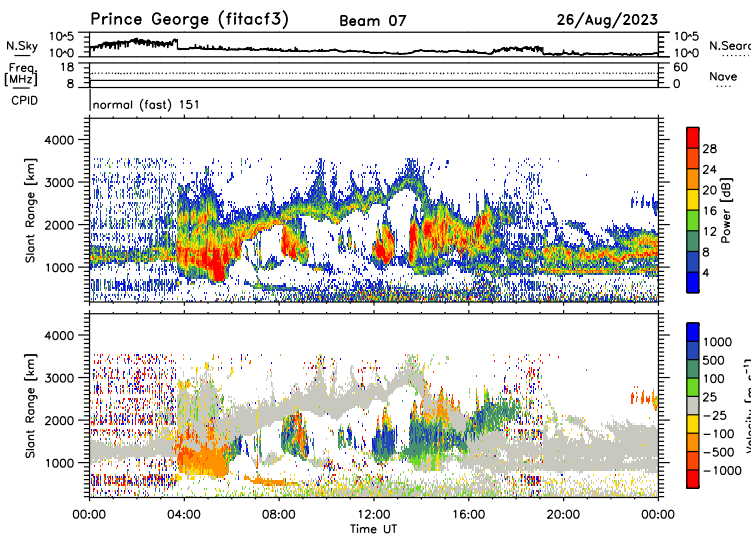 Prince George (fitacf3) Beam 07 26/Aug/2023
N.Sky 10^5 10^0 10^5 10^0 N.Sear
Freq [MHz] 18 8 60 0 Nave
CPID normal (fast) 151
Slant Range [km] 4000 3000 2000 1000
28 24 20 16 12 8 4 Power [dB]
Slant Range [km] 4000 3000 2000 1000
1000 500 100 25 -25 -100 -500 -1000 Velocity [m s^-1]
00:00 04:00 08:00 12:00 16:00 20:00 00:00
Time UT